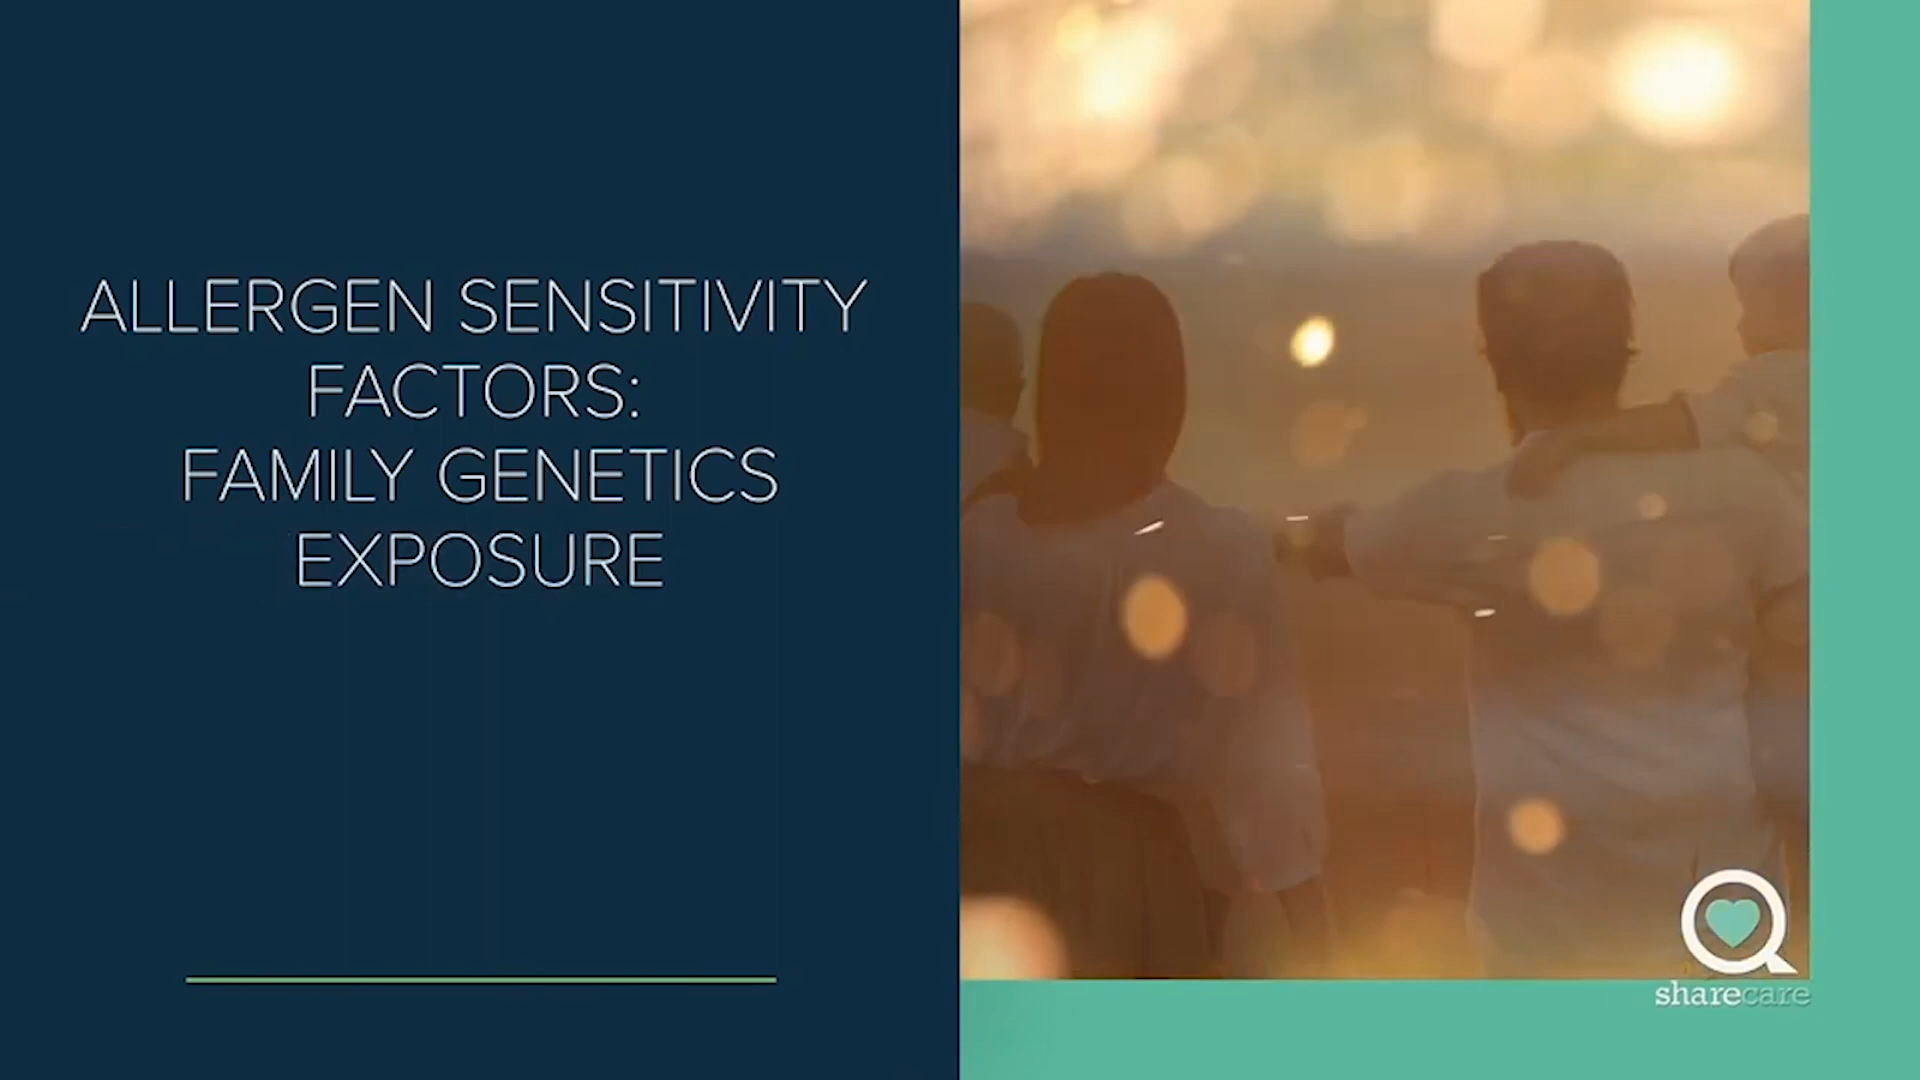 ALLERGEN SENSITIVITY
FACTORS:
FAMILY GENETICS
EXPOSURE
sharecare